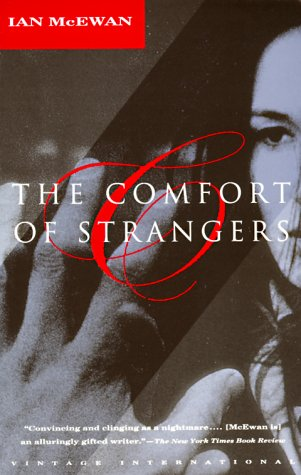 IAN McEWAN
THE COMFORT
OF STRANGERS
C
"Convincing and clinging as a nightmare.... [McEwan is]
an alluringly gifted writer."—The New York Times Book Review
VINTAGE INTERNATIONAL